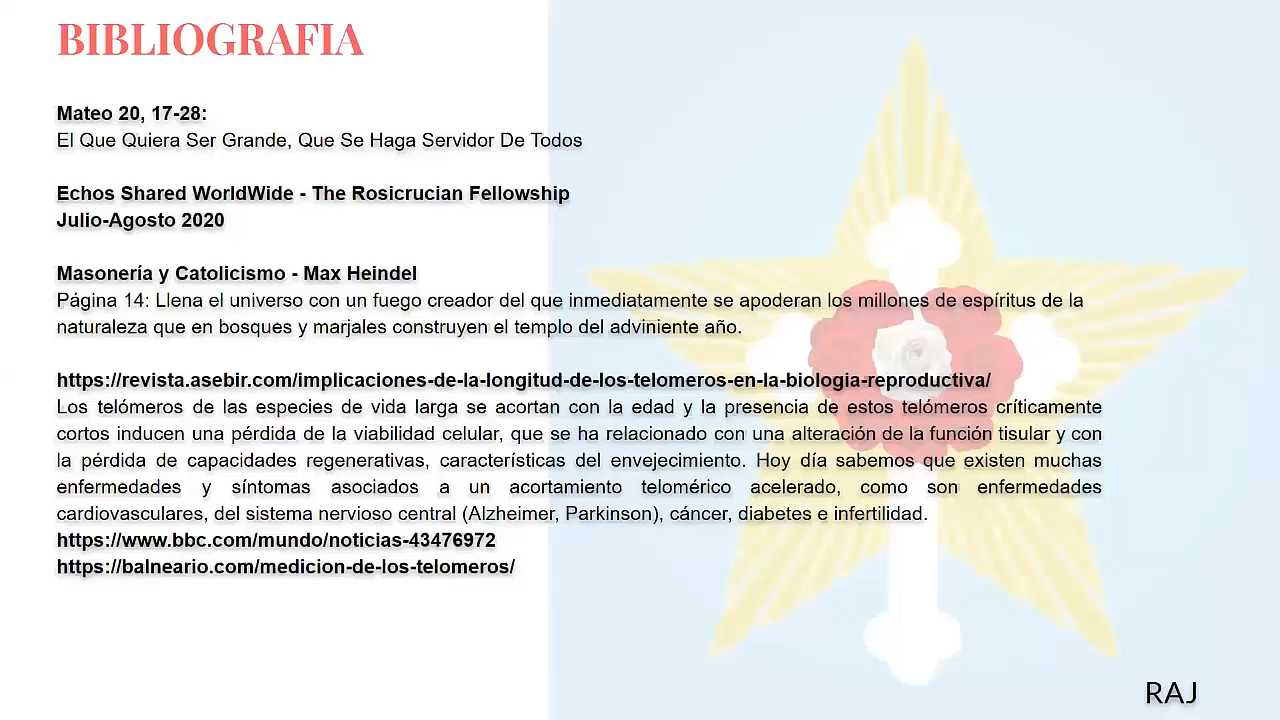 BIBLIOGRAFIA
Mateo 20, 17-28:
El Que Quiera Ser Grande, Que Se Haga Servidor De Todos
Echos Shared WorldWide - The Rosicrucian Fellowship
Julio-Agosto 2020
Masonería y Catolicismo - Max Heindel
Página 14: Llena el universo con un fuego creador del que inmediatamente se apoderan los millones de espíritus de la
naturaleza que en bosques y marjales construyen el templo del adviniente año.
https://revista.asebir.com/implicaciones-de-la-longitud-de-los-telomeros-en-la-biologia-reproductiva/
Los telómeros de las especies de vida larga se acortan con la edad y la presencia de estos telómeros críticamente
cortos inducen una pérdida de la viabilidad celular, que se ha relacionado con una alteración de la función tisular y con
la pérdida de capacidades regenerativas, características del envejecimiento. Hoy día sabemos que existen muchas
enfermedades y síntomas asociados a un acortamiento telomérico acelerado, como son enfermedades
cardiovasculares, del sistema nervioso central (Alzheimer, Parkinson), cáncer, diabetes e infertilidad.
https://www.bbc.com/mundo/noticias-43476972
https://balneario.com/medicion-de-los-telomeros/
RAJ